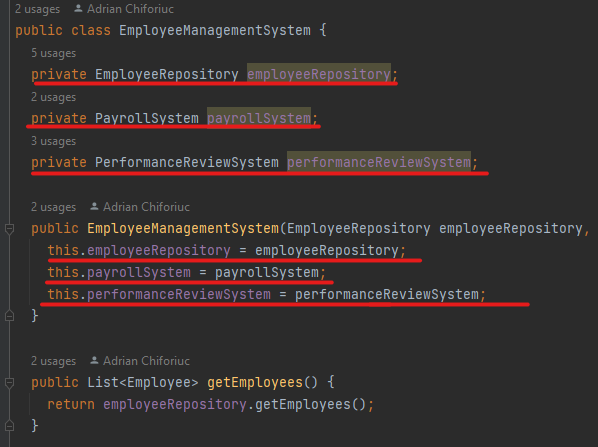 2 usages Adrian Chiforiuc
public class EmployeeManagementSystem {
5 usages
private EmployeeRepository employeeRepository;
2 usages
private PayrollSystem payrollSystem;
3 usages
private PerformanceReviewSystem performanceReviewSystem;
2 usages Adrian Chiforiuc
public EmployeeManagementSystem(EmployeeRepository employeeRepository,
this.employeeRepository = employeeRepository;
this.payrollSystem = payrollSystem;
this.performanceReviewSystem = performanceReviewSystem;
}
2 usages Adrian Chiforiuc
public List<Employee> getEmployees() {
return employeeRepository.getEmployees();
}